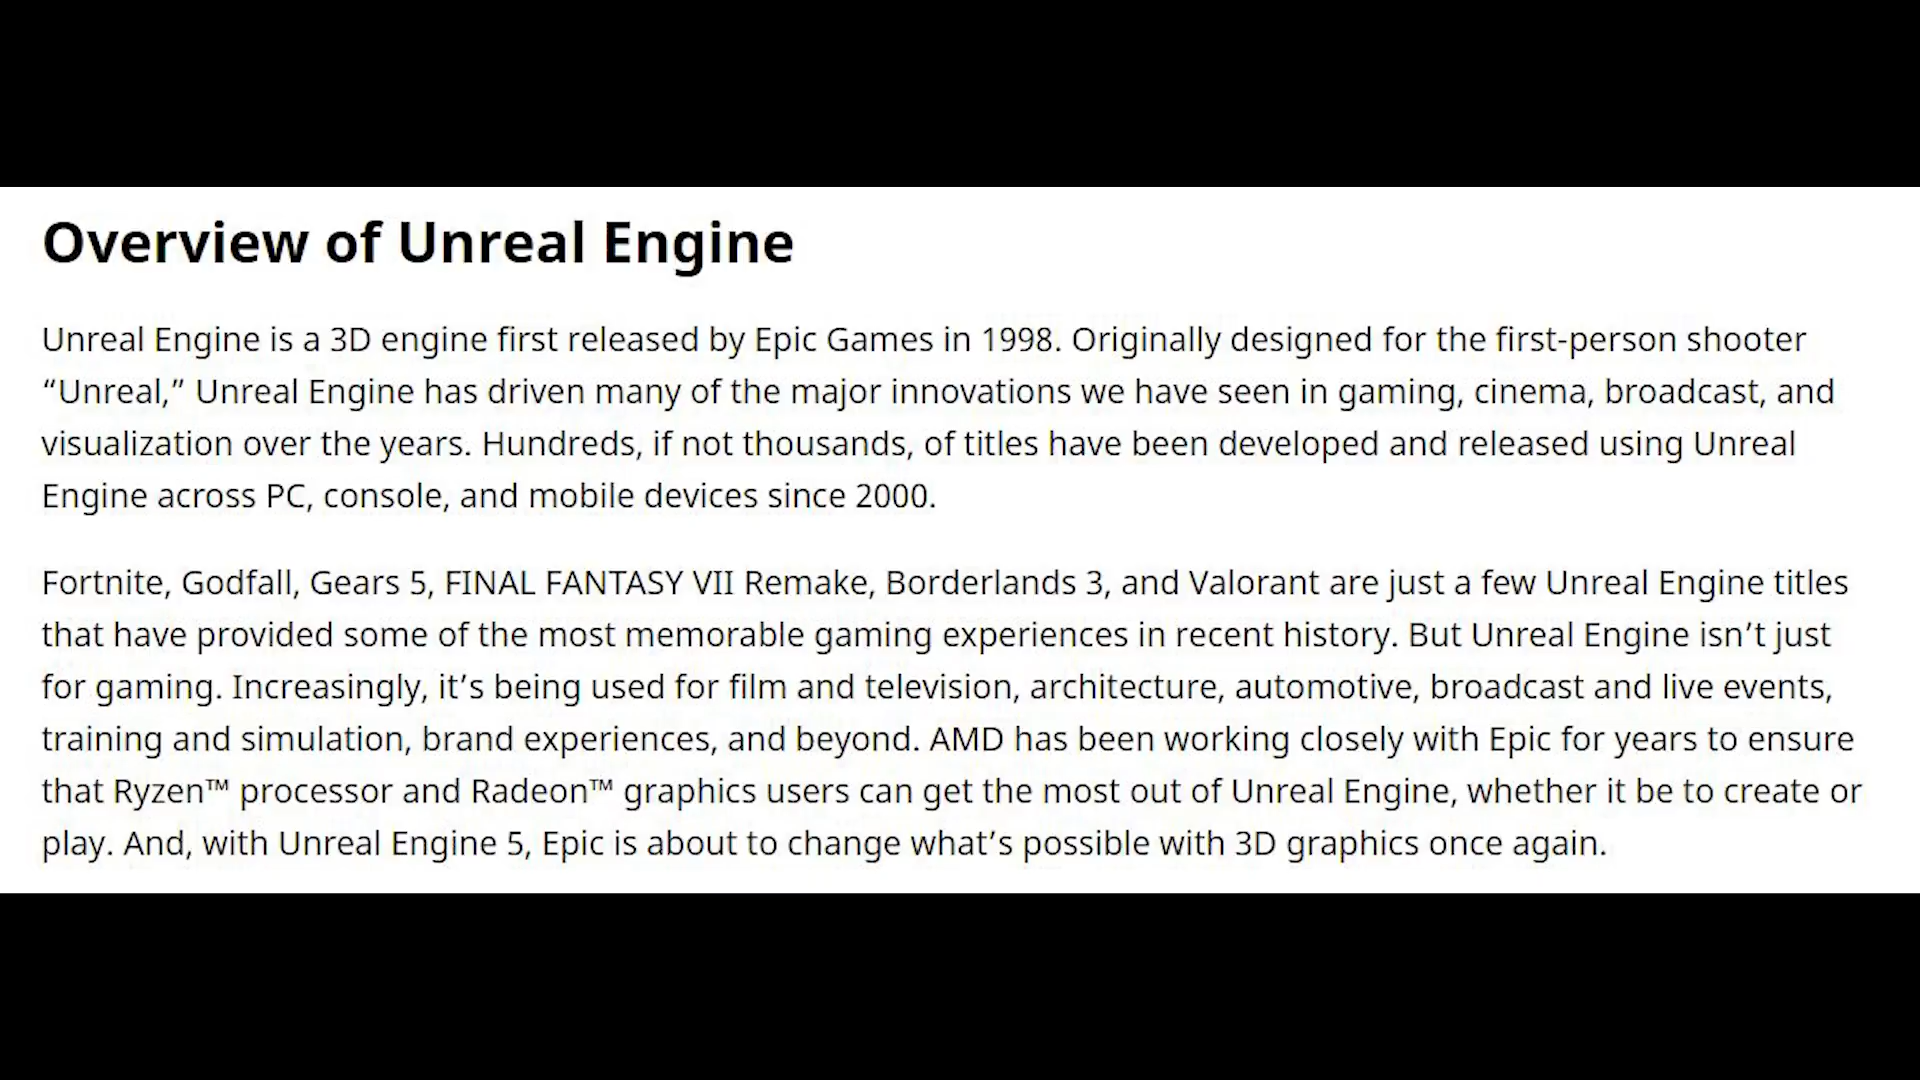 Overview of Unreal Engine
Unreal Engine is a 3D engine first released by Epic Games in 1998. Originally designed for the first-person shooter
“Unreal,” Unreal Engine has driven many of the major innovations we have seen in gaming, cinema, broadcast, and
visualization over the years. Hundreds, if not thousands, of titles have been developed and released using Unreal
Engine across PC, console, and mobile devices since 2000.
Fortnite, Godfall, Gears 5, FINAL FANTASY VII Remake, Borderlands 3, and Valorant are just a few Unreal Engine titles
that have provided some of the most memorable gaming experiences in recent history. But Unreal Engine isn’t just
for gaming. Increasingly, it’s being used for film and television, architecture, automotive, broadcast and live events,
training and simulation, brand experiences, and beyond. AMD has been working closely with Epic for years to ensure
that Ryzen™ processor and Radeon™ graphics users can get the most out of Unreal Engine, whether it be to create or
play. And, with Unreal Engine 5, Epic is about to change what’s possible with 3D graphics once again.